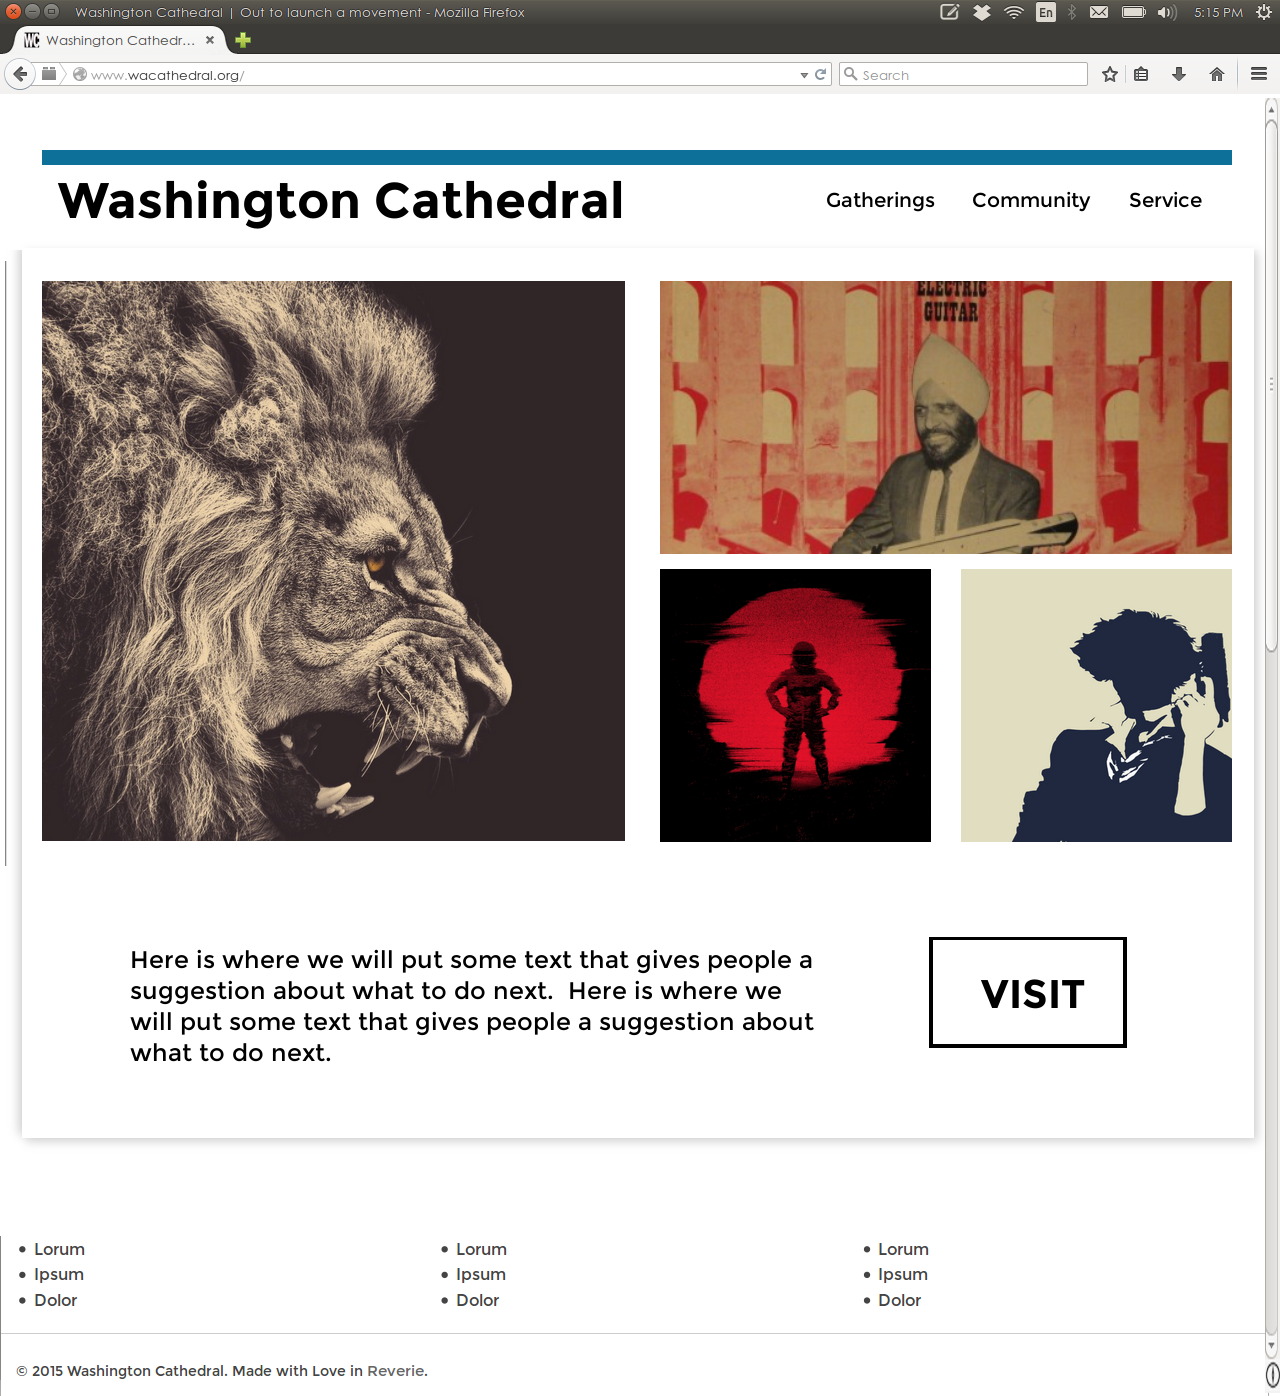 Washington Cathedral | Out to launch a movement - Mozilla Firefox
En
5:15 PM
WC
Washington Cathedr...
www.wacathedral.org/
Search
Washington Cathedral
Gatherings
Community
Service
ELECTRIC
GUITAR
Here is where we will put some text that gives people a
suggestion about what to do next. Here is where we
will put some text that gives people a suggestion about
what to do next.
VISIT
• Lorum
• Ipsum
• Dolor
• Lorum
• Ipsum
• Dolor
• Lorum
• Ipsum
• Dolor
© 2015 Washington Cathedral. Made with Love in Reverie.